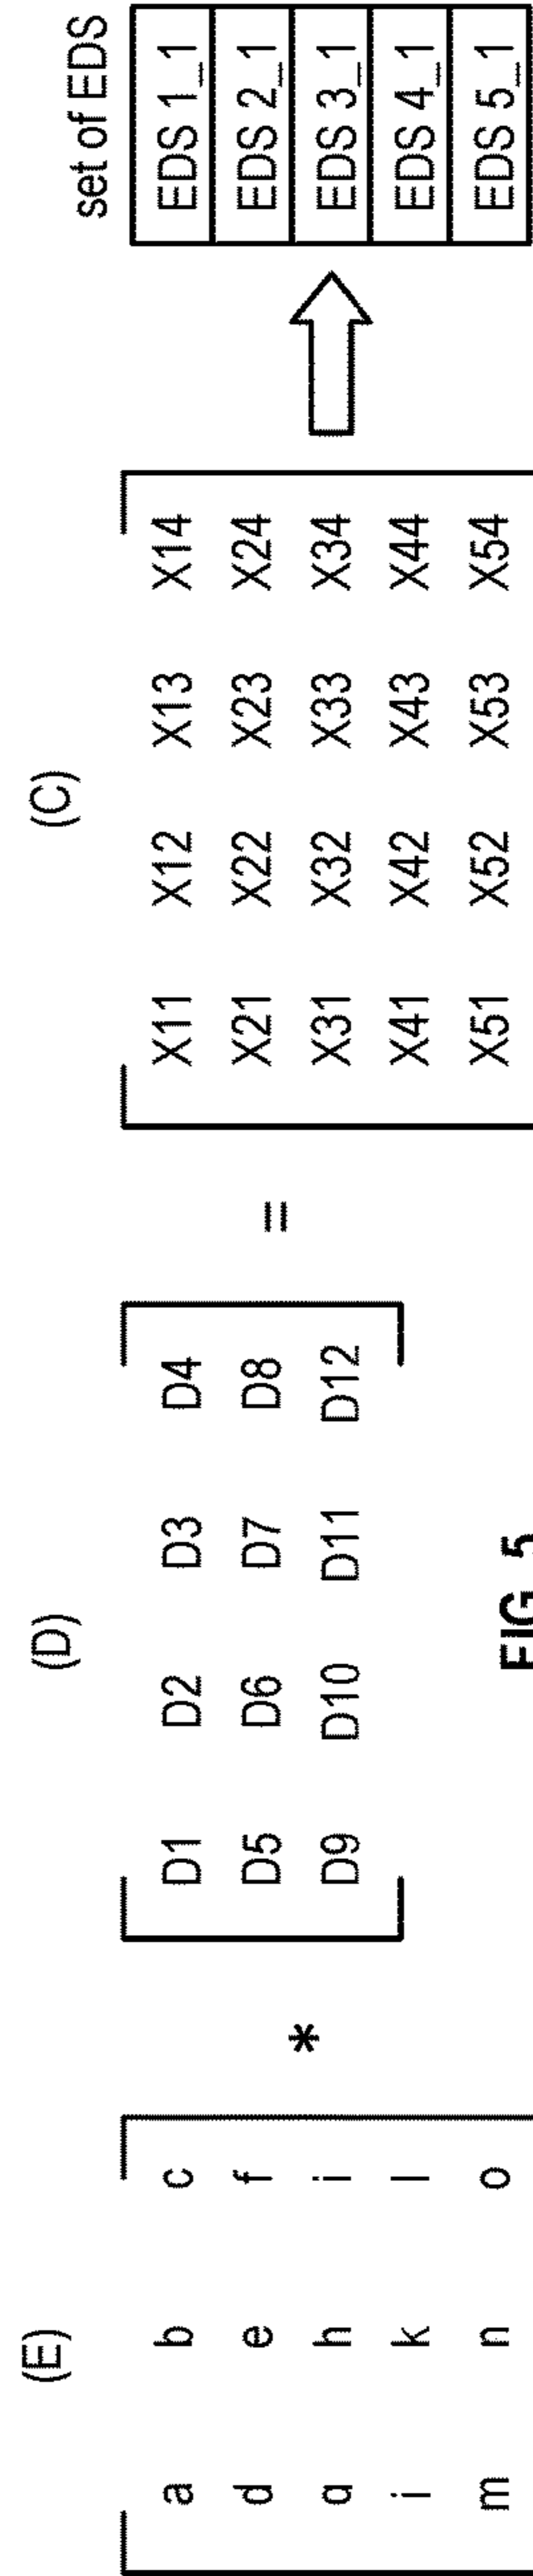 (E) (D) (C) set of EDS
a b c D1 D2 D3 D4 X11 X12 X13 X14 EDS 1_1
d e f D5 D6 D7 D8 X21 X22 X23 X24 EDS 2_1
g h i * D9 D10 D11 D12 = X31 X32 X33 X34 EDS 3_1
j k l X41 X42 X43 X44 EDS 4_1
m n o X51 X52 X53 X54 EDS 5_1
FIG. 5